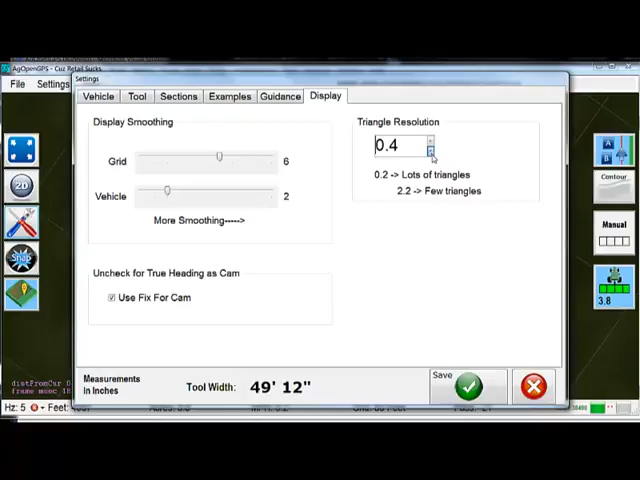 AgOpenGPS - Cuz Retail Sucks
File Settings
Settings
Vehicle Tool Sections Examples Guidance Display
Display Smoothing
Grid 6
Vehicle 2
More Smoothing----->
Triangle Resolution
0.4
0.2 -> Lots of triangles
2.2 -> Few triangles
Uncheck for True Heading as Cam
Use Fix For Cam
2D
Snap
A
B
Contour
Manual
3.8
Measurements
in Inches
Tool Width: 49' 12"
Save
distFromCur 0
Hz: 5 Feet: